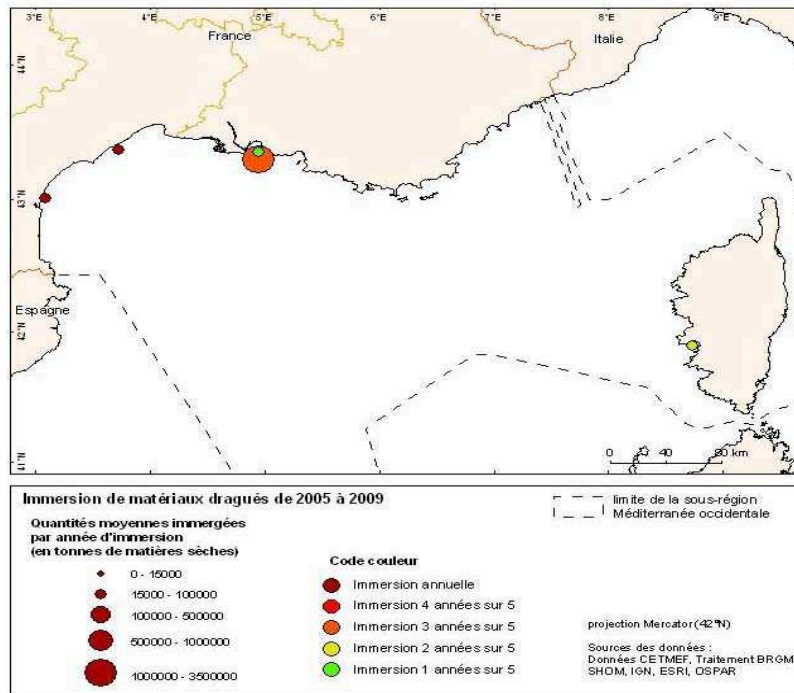 3°E
4°E
5°E
6°E
7°E
8°E
9°E
France
Italie
44°N
43°N
42°N
41°N
Espagne
0 40 80 km
Immersion de matériaux dragués de 2005 à 2009
Quantités moyennes immergées
par année d'immersion
(en tonnes de matières sèches)
0 - 15000
15000 - 100000
100000 - 500000
500000 - 1000000
1000000 - 3500000
Code couleur
Immersion annuelle
Immersion 4 années sur 5
Immersion 3 années sur 5
Immersion 2 années sur 5
Immersion 1 années sur 5
limite de la sous-région
Méditerranée occidentale
projection Mercator (42°N)
Sources des données :
Données CETMEF, Traitement BRGM
SHOM, IGN, ESRI, OSPAR